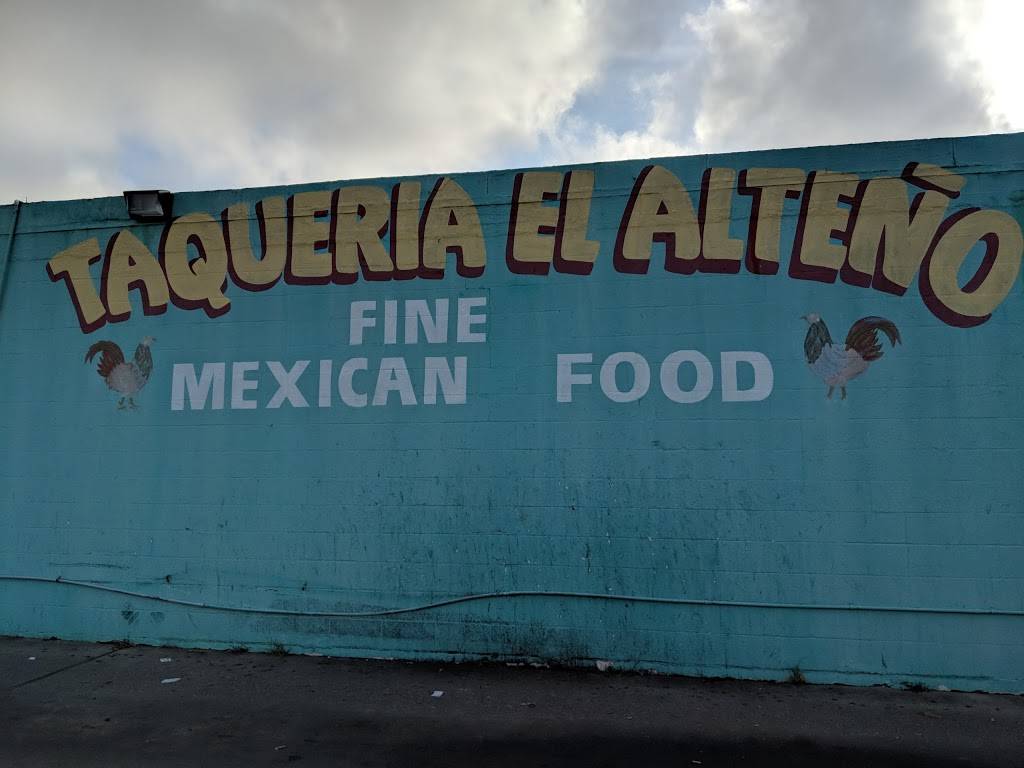 TAQUERIA EL ALTEÑO
FINE
MEXICAN FOOD